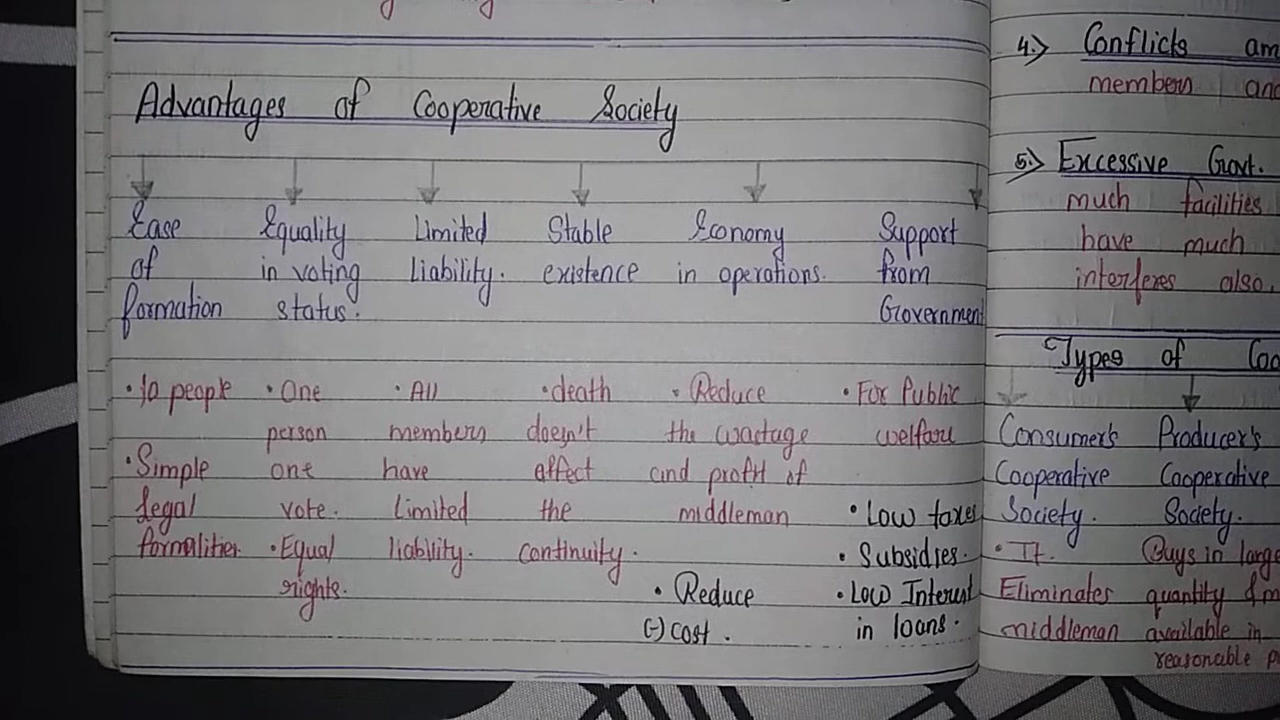 Advantages of Cooperative Society
Ease
of
formation
Equality
in voting
status.
Limited
liability.
Stable
existence
Economy
in operations.
Support
from
Government
• 10 people
• Simple
legal
formalities.
• One
person
one
vote.
• Equal
rights.
• All
members
have
limited
liability.
• death
doesn't
affect
the
continuity.
• Reduce
the wastage
and profit of
middleman
• Reduce
(-) cost.
• For Public
welfare
• Low taxes
• Subsidies.
• Low Interest
in loans.
4.) Conflicts am
members and
5.) Excessive Govt.
much facilities
have much
interferes also.
Types of Coo
Consumer's
Cooperative
Society.
• It
Eliminates
middleman
Producer's
Cooperative
Society.
Buys in large
quantity & m
available in
reasonable p